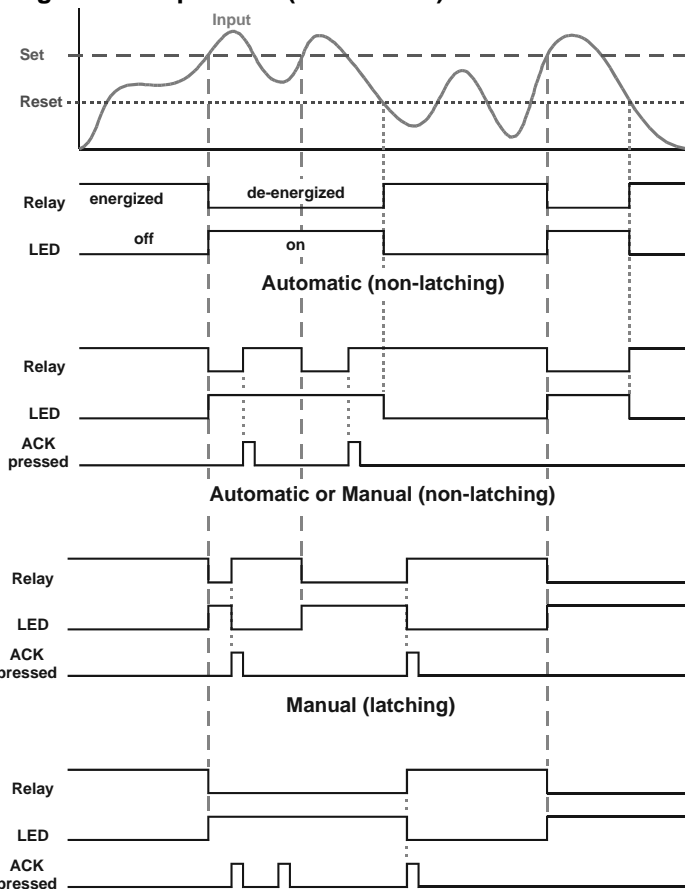 Input
Set
Reset
Relay energized de-energized
LED off on
Automatic (non-latching)
Relay
LED
ACK
pressed
Automatic or Manual (non-latching)
Relay
LED
ACK
pressed
Manual (latching)
Relay
LED
ACK
pressed